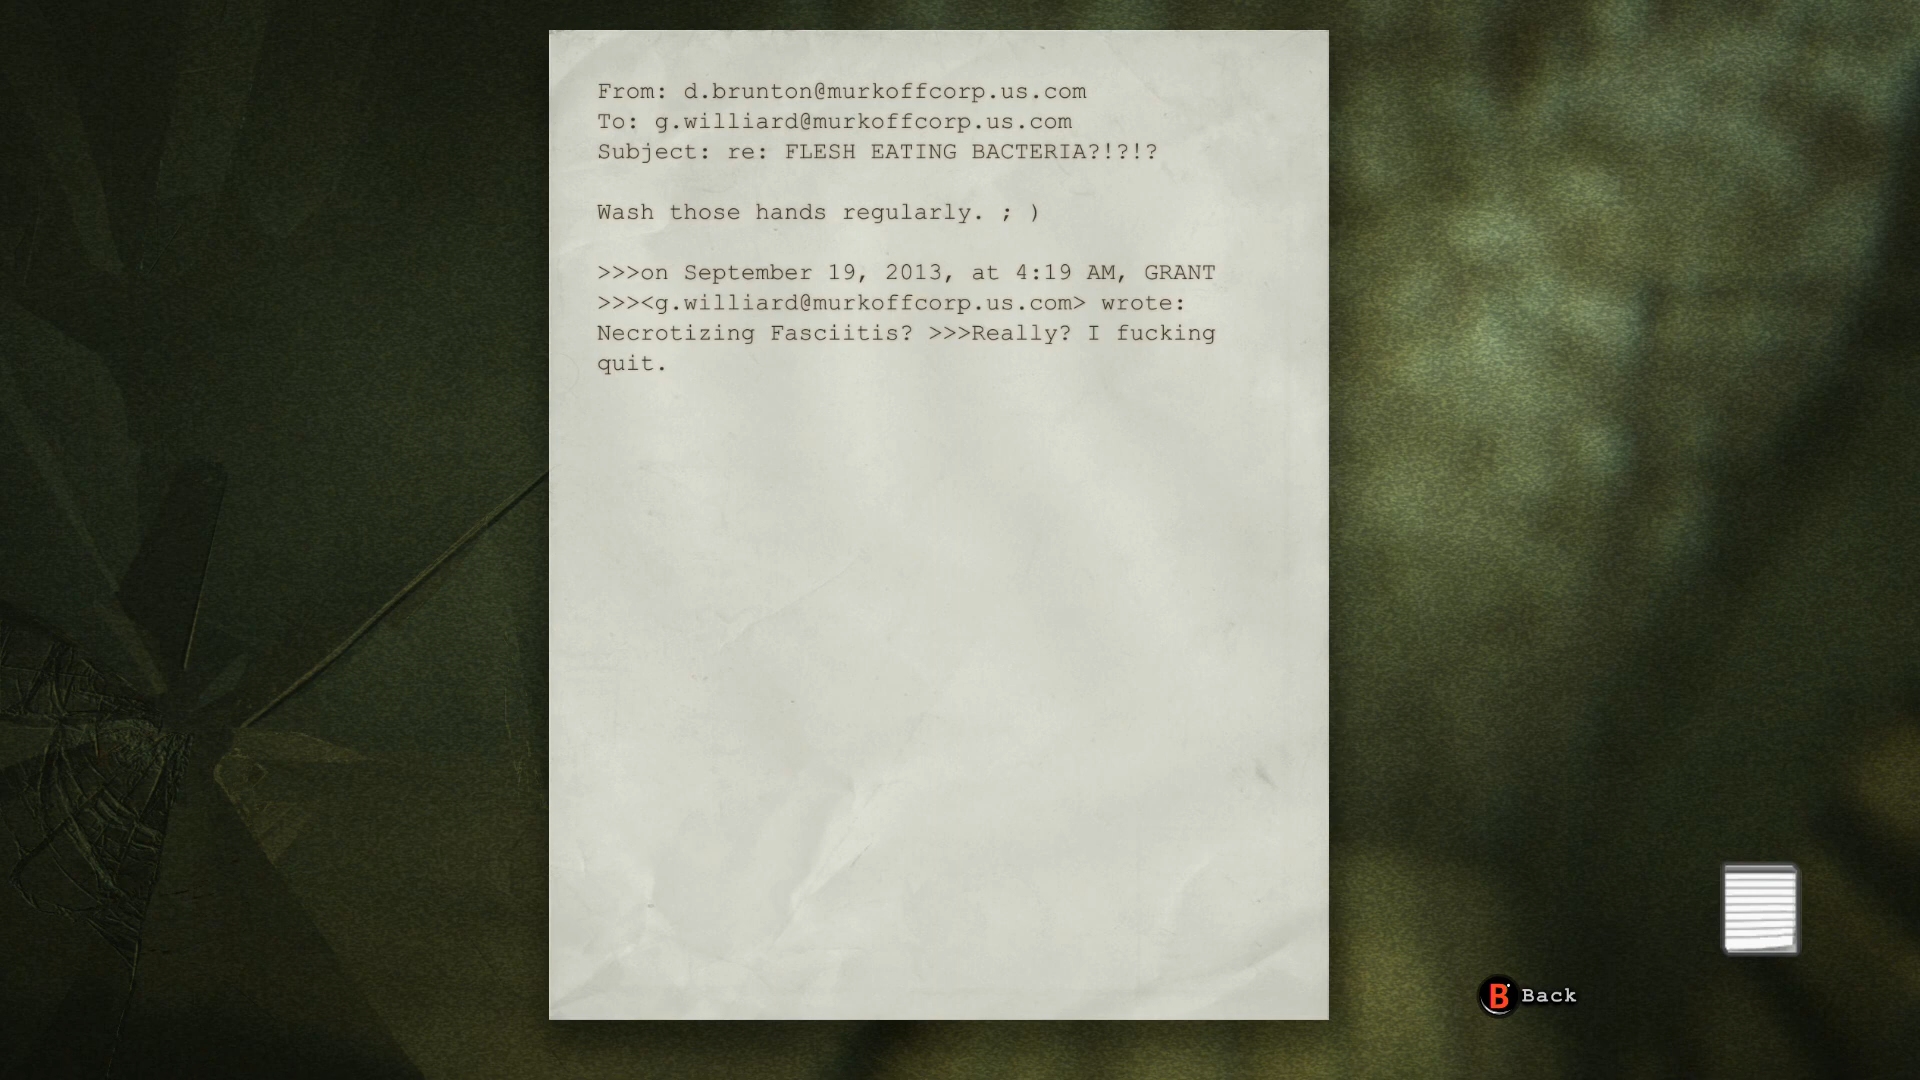 From: d.brunton@murkoffcorp.us.com
To: g.williard@murkoffcorp.us.com
Subject: re: FLESH EATING BACTERIA?!?!?
Wash those hands regularly. ; )
>>>on September 19, 2013, at 4:19 AM, GRANT
>>><g.williard@murkoffcorp.us.com> wrote:
Necrotizing Fasciitis? >>>Really? I fucking
quit.
B Back